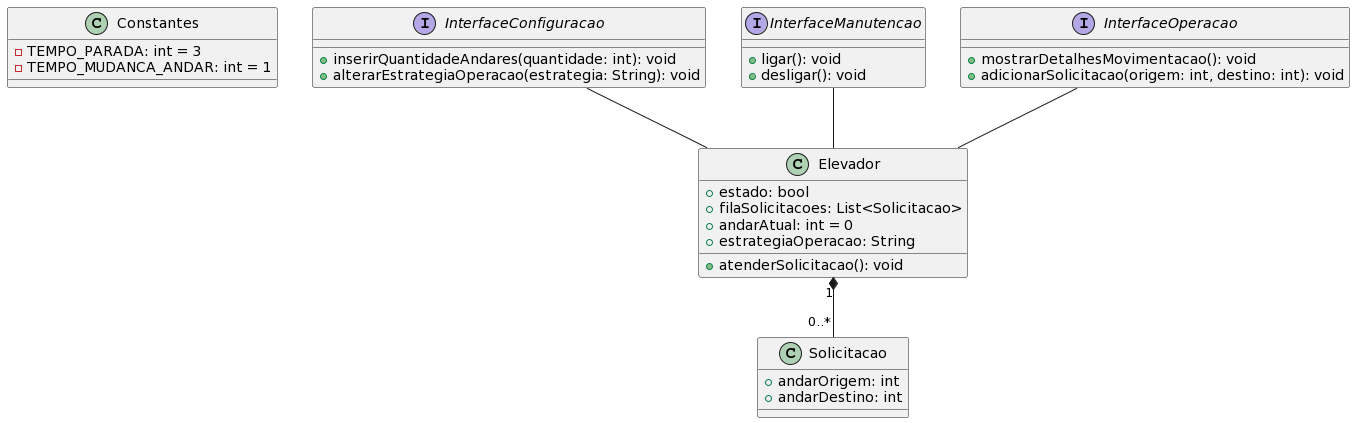 C Constantes
TEMPO_PARADA: int = 3
TEMPO_MUDANCA_ANDAR: int = 1
I InterfaceConfiguracao
inserirQuantidadeAndares(quantidade: int): void
alterarEstrategiaOperacao(estrategia: String): void
I InterfaceManutencao
ligar(): void
desligar(): void
I InterfaceOperacao
mostrarDetalhesMovimentacao(): void
adicionarSolicitacao(origem: int, destino: int): void
C Elevador
estado: bool
filaSolicitacoes: List<Solicitacao>
andarAtual: int = 0
estrategiaOperacao: String
atenderSolicitacao(): void
1
0..*
C Solicitacao
andarOrigem: int
andarDestino: int